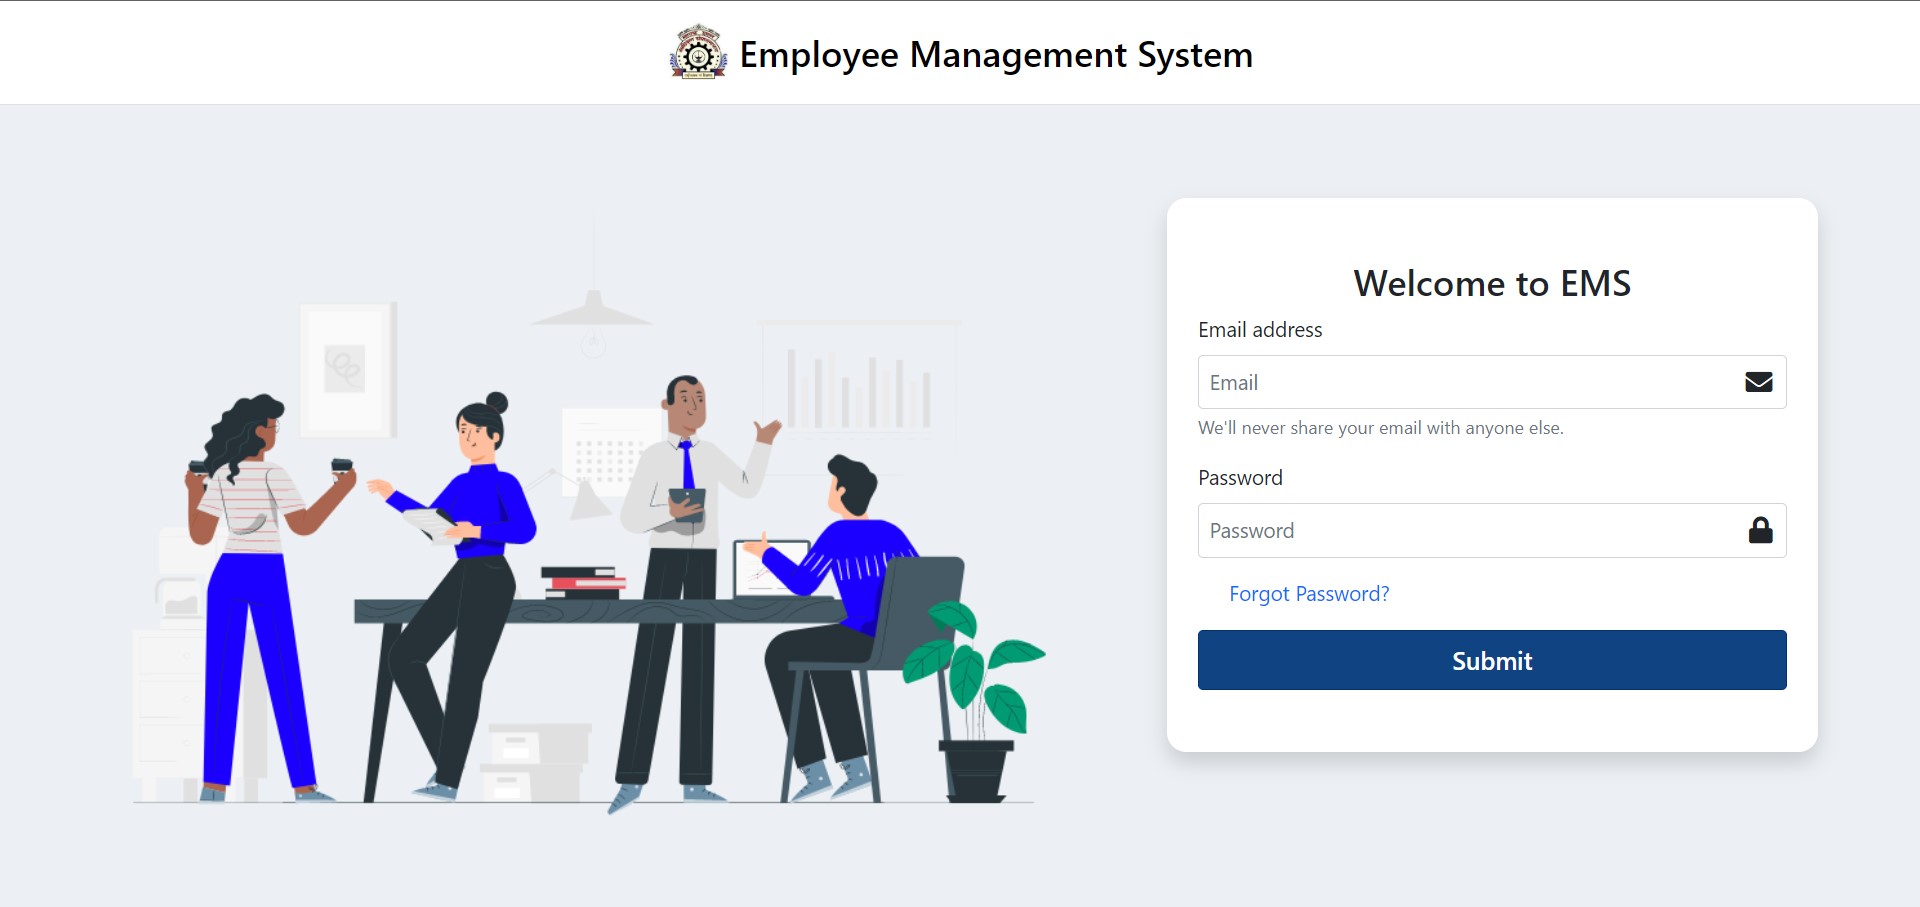 Employee Management System
Welcome to EMS
Email address
Email
We'll never share your email with anyone else.
Password
Password
Forgot Password?
Submit